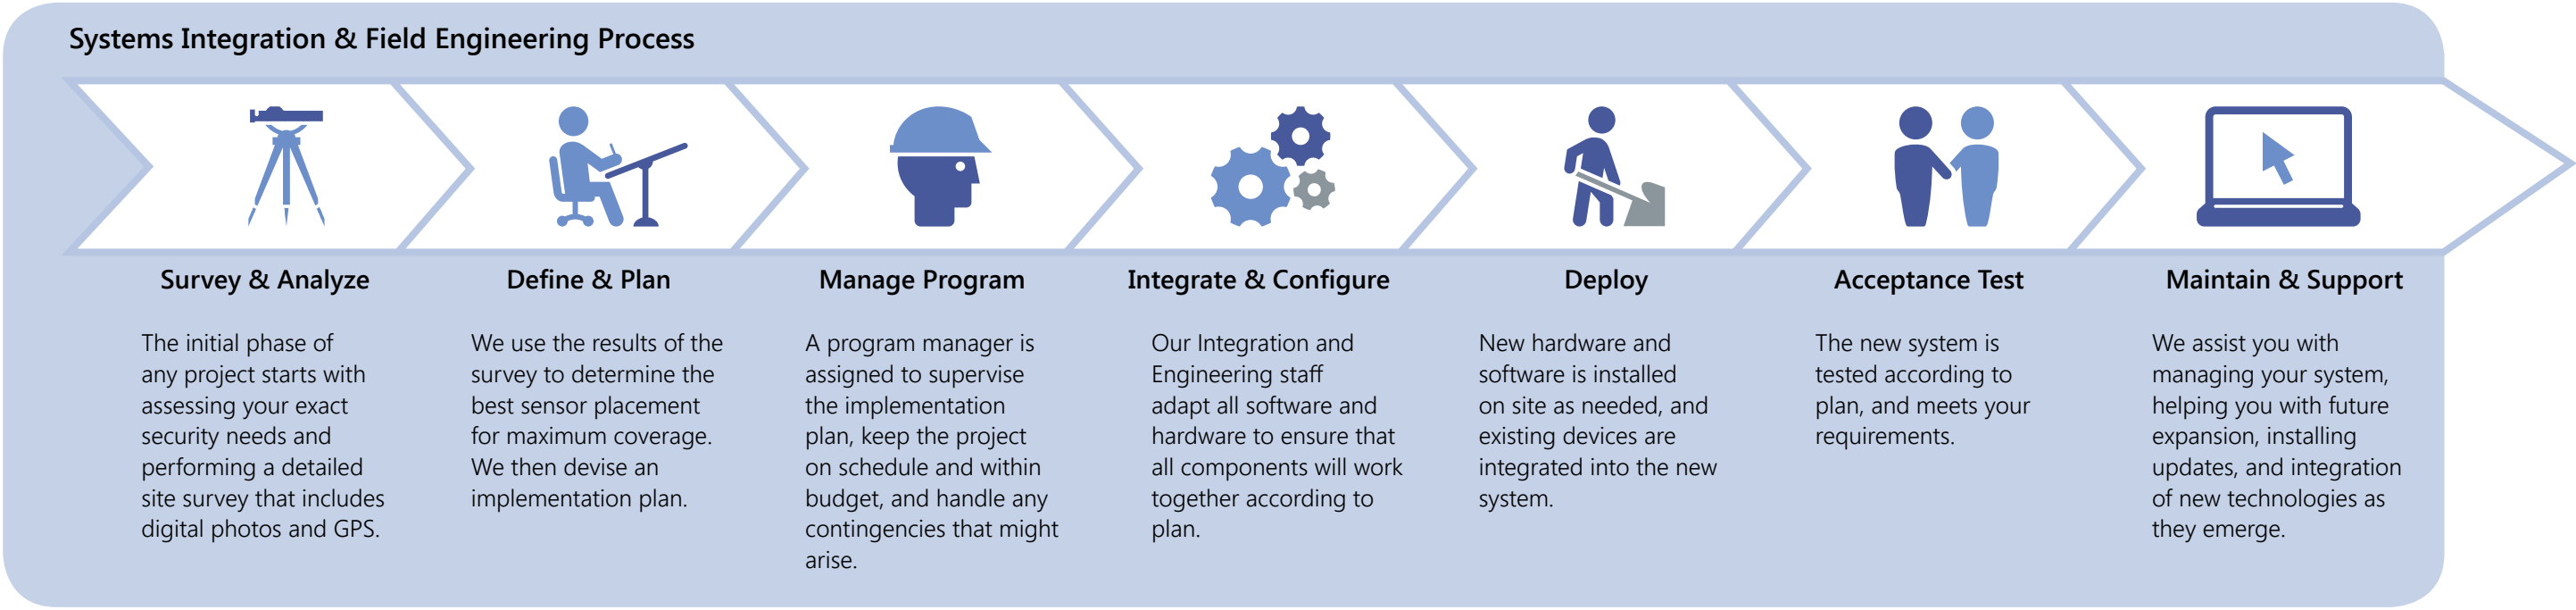 Systems Integration & Field Engineering Process
Survey & Analyze
The initial phase of
any project starts with
assessing your exact
security needs and
performing a detailed
site survey that includes
digital photos and GPS.
Define & Plan
We use the results of the
survey to determine the
best sensor placement
for maximum coverage.
We then devise an
implementation plan.
Manage Program
A program manager is
assigned to supervise
the implementation
plan, keep the project
on schedule and within
budget, and handle any
contingencies that might
arise.
Integrate & Configure
Our Integration and
Engineering staff
adapt all software and
hardware to ensure that
all components will work
together according to
plan.
Deploy
New hardware and
software is installed
on site as needed, and
existing devices are
integrated into the new
system.
Acceptance Test
The new system is
tested according to
plan, and meets your
requirements.
Maintain & Support
We assist you with
managing your system,
helping you with future
expansion, installing
updates, and integration
of new technologies as
they emerge.